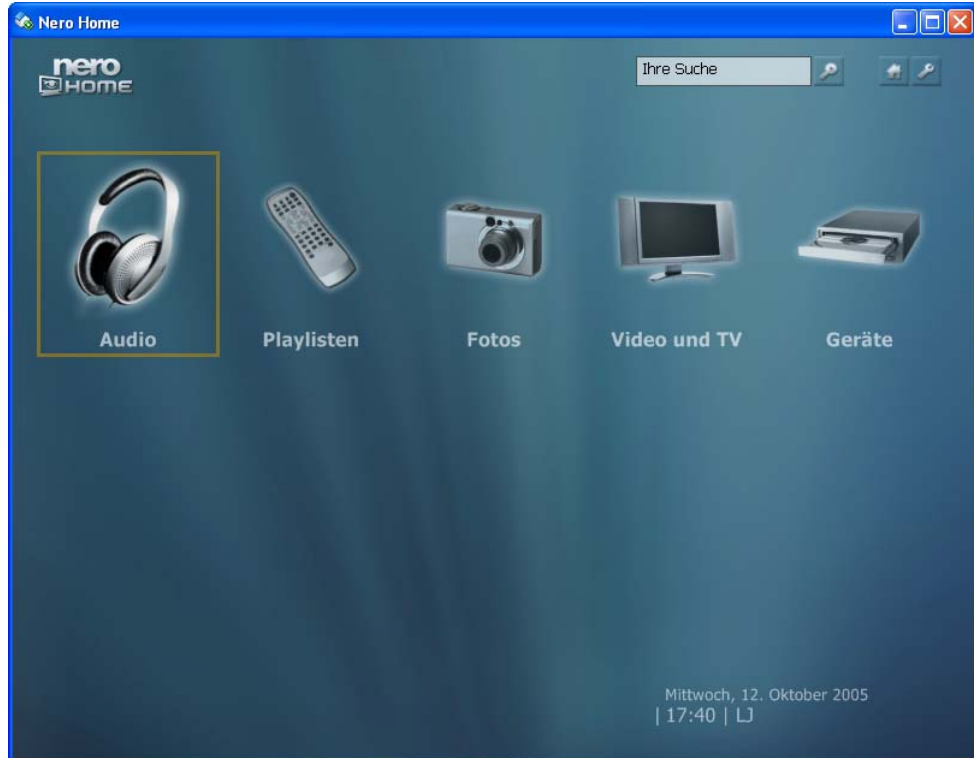 Nero Home
nero
HOME
Ihre Suche
Audio
Playlisten
Fotos
Video und TV
Geräte
Mittwoch, 12. Oktober 2005
| 17:40 |